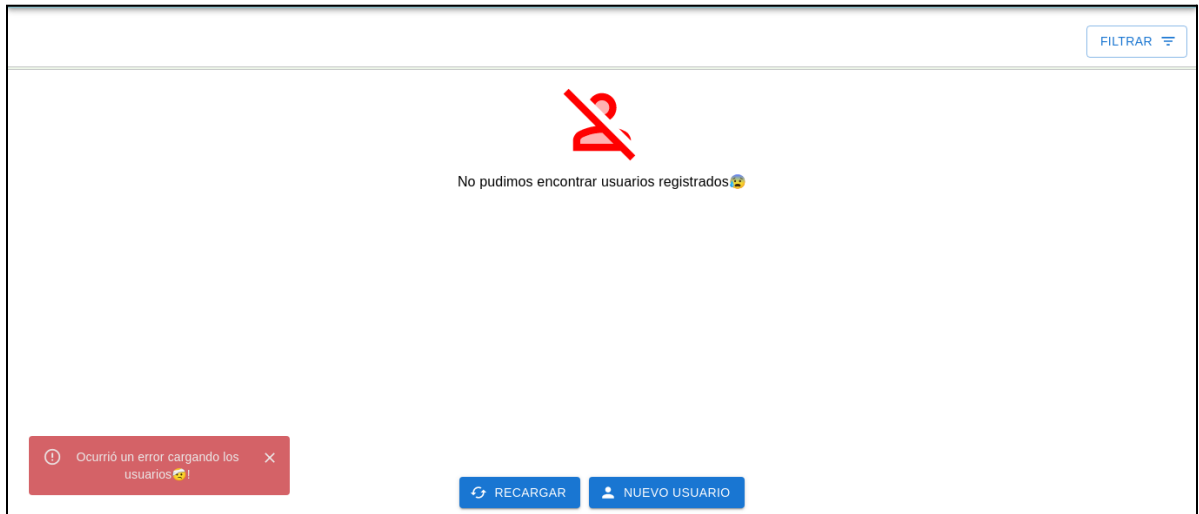 FILTRAR
No pudimos encontrar usuarios registrados😰
Ocurrió un error cargando los
usuarios🤕!
RECARGAR
NUEVO USUARIO